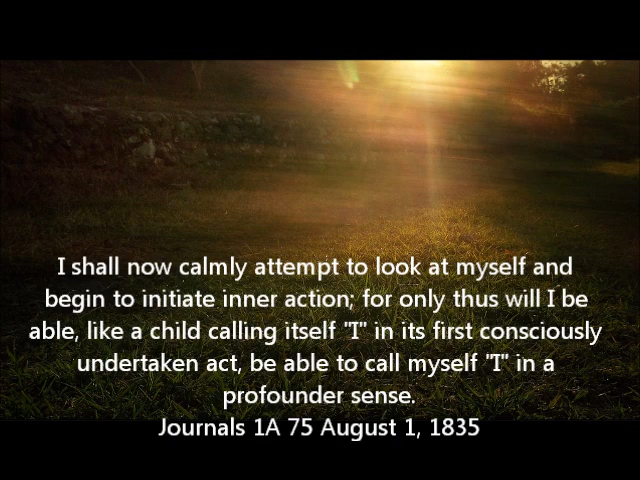 I shall now calmly attempt to look at myself and
begin to initiate inner action; for only thus will I be
able, like a child calling itself "I" in its first consciously
undertaken act, be able to call myself "I" in a
profounder sense.
Journals 1A 75 August 1, 1835